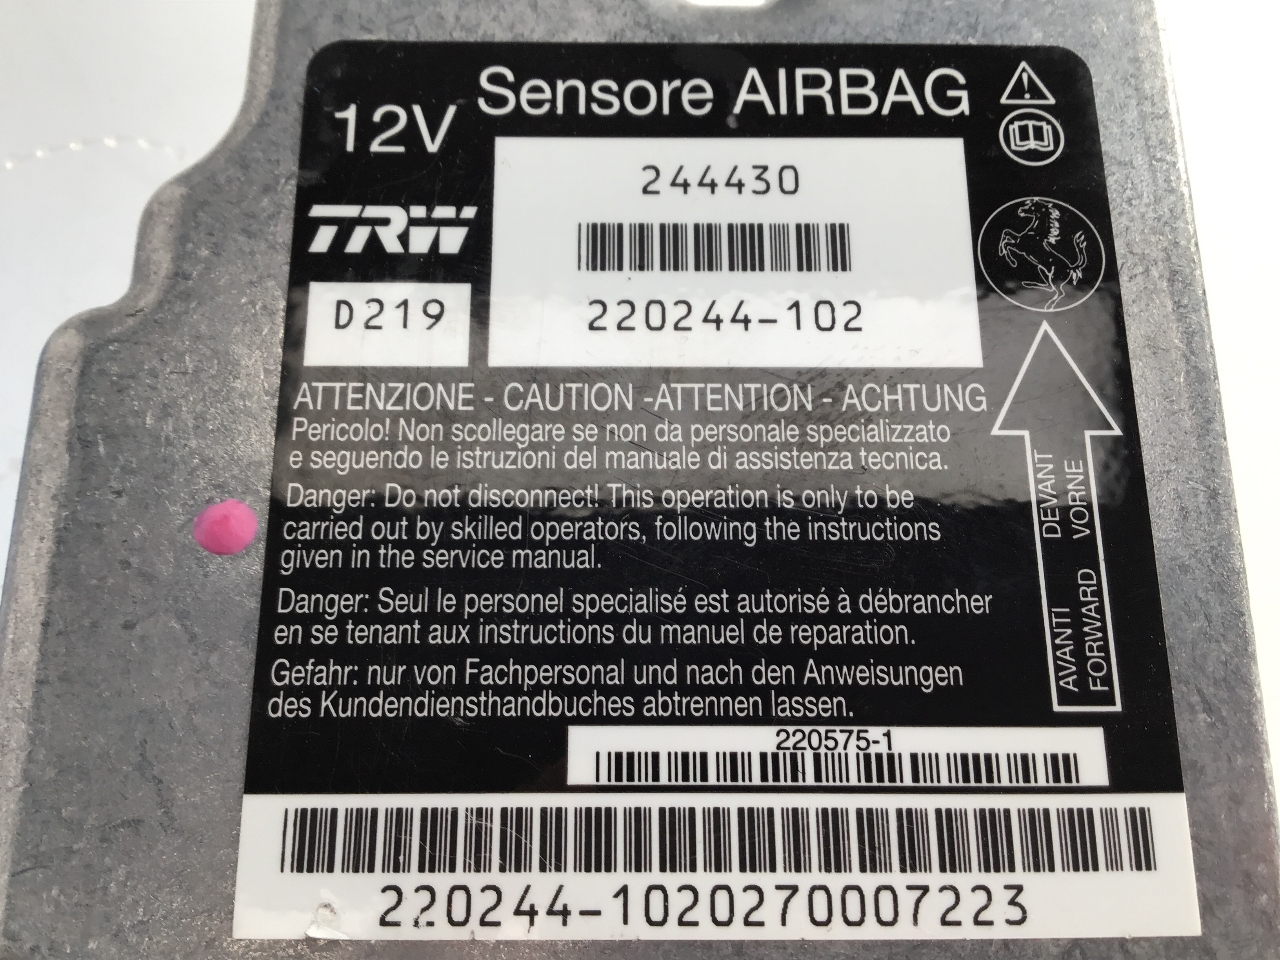 12V
Sensore AIRBAG
TRW
D219
244430
220244-102
ATTENZIONE - CAUTION -ATTENTION - ACHTUNG
Pericolo! Non scollegare se non da personale specializzato
e seguendo le istruzioni del manuale di assistenza tecnica.
Danger: Do not disconnect! This operation is only to be
carried out by skilled operators, following the instructions
given in the service manual.
Danger: Seul le personel specialisé est autorisé à débrancher
en se tenant aux instructions du manuel de reparation.
Gefahr: nur von Fachpersonal und nach den Anweisungen
des Kundendiensthandbuches abtrennen lassen.
AVANTI DEVANT
FORWARD VORNE
220575-1
220244-1020270007223